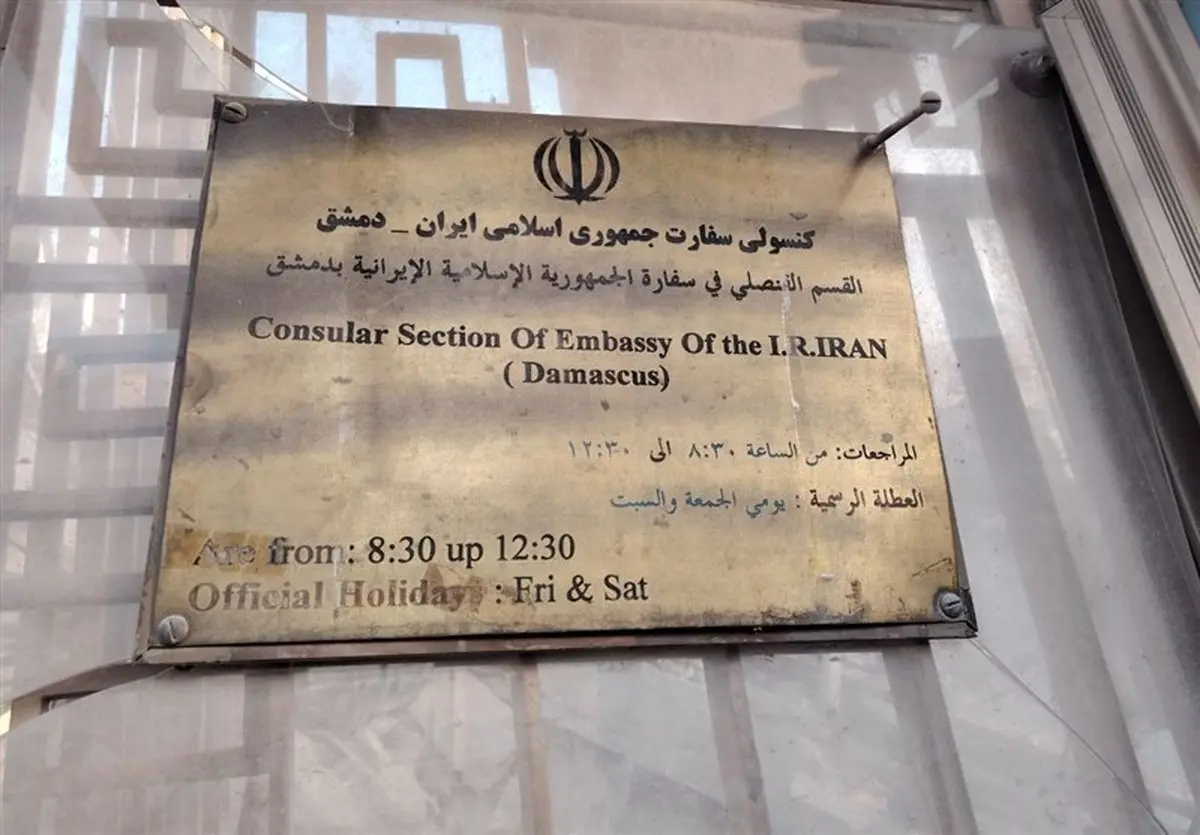 کنسولی سفارت جمهوری اسلامی ایران _ دمشق
القسم القنصلي في سفارة الجمهورية الإسلامية الإيرانية بدمشق
Consular Section Of Embassy Of the I.R.IRAN
( Damascus)
المراجعات: من الساعة ٨:٣٠ الى ١٢:٣٠
العطلة الرسمية : يومي الجمعة والسبت
Are from: 8:30 up 12:30
Official Holidays : Fri & Sat